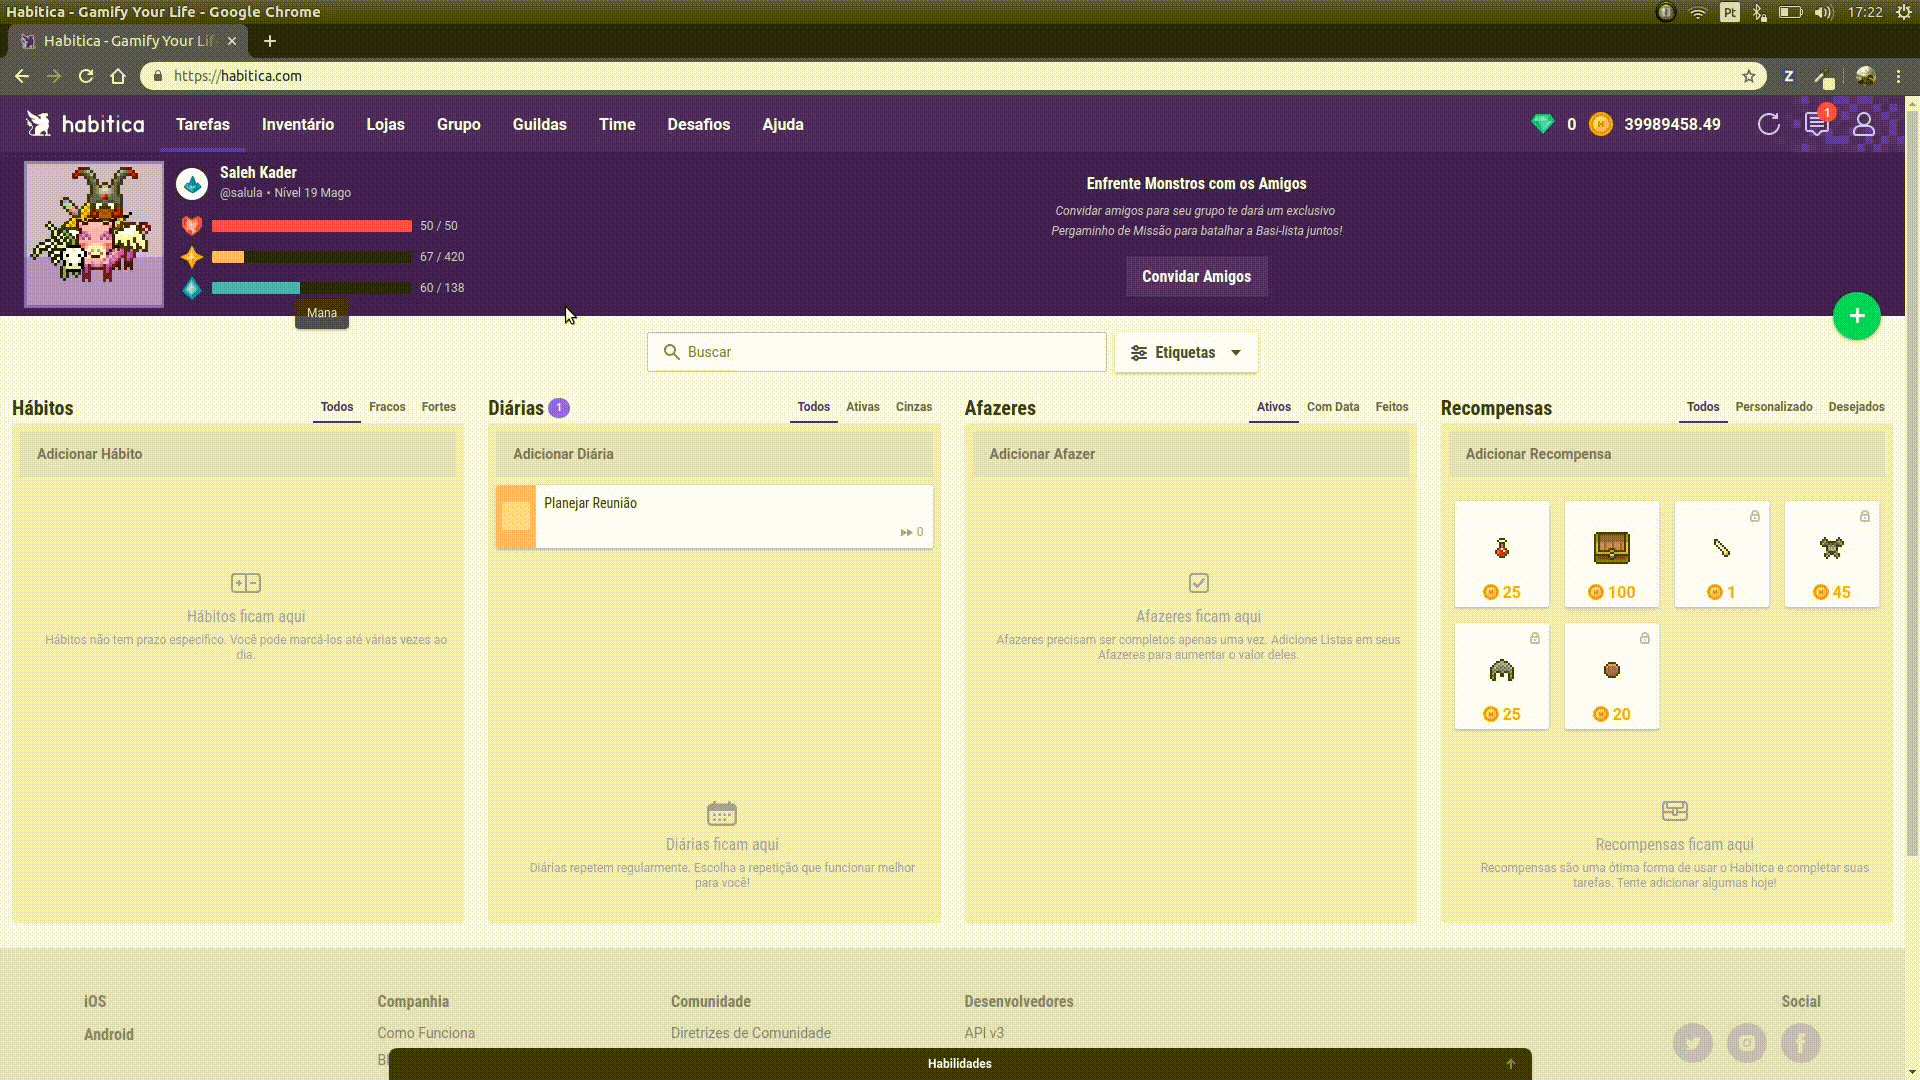 Habitica - Gamify Your Life - Google Chrome
Pt
17:22
Habitica - Gamify Your Lif
https://habitica.com
Z
habitica
Tarefas
Inventário
Lojas
Grupo
Guildas
Time
Desafios
Ajuda
0
39989458.49
1
Saleh Kader
@salula • Nível 19 Mago
50 / 50
67 / 420
60 / 138
Mana
Enfrente Monstros com os Amigos
Convidar amigos para seu grupo te dará um exclusivo
Pergaminho de Missão para batalhar a Basi-lista juntos!
Convidar Amigos
Buscar
Etiquetas
Hábitos
Todos
Fracos
Fortes
Adicionar Hábito
Hábitos ficam aqui
Hábitos não tem prazo específico. Você pode marcá-los até várias vezes ao
dia.
Diárias
1
Todos
Ativas
Cinzas
Adicionar Diária
Planejar Reunião
0
Diárias ficam aqui
Diárias repetem regularmente. Escolha a repetição que funcionar melhor
para você!
Afazeres
Ativos
Com Data
Feitos
Adicionar Afazer
Afazeres ficam aqui
Afazeres precisam ser completos apenas uma vez. Adicione Listas em seus
Afazeres para aumentar o valor deles.
Recompensas
Todos
Personalizado
Desejados
Adicionar Recompensa
25
100
1
45
25
20
Recompensas ficam aqui
Recompensas são uma ótima forma de usar o Habitica e completar suas
tarefas. Tente adicionar algumas hoje!
iOS
Android
Companhia
Como Funciona
Comunidade
Diretrizes de Comunidade
Desenvolvedores
API v3
Social
Habilidades